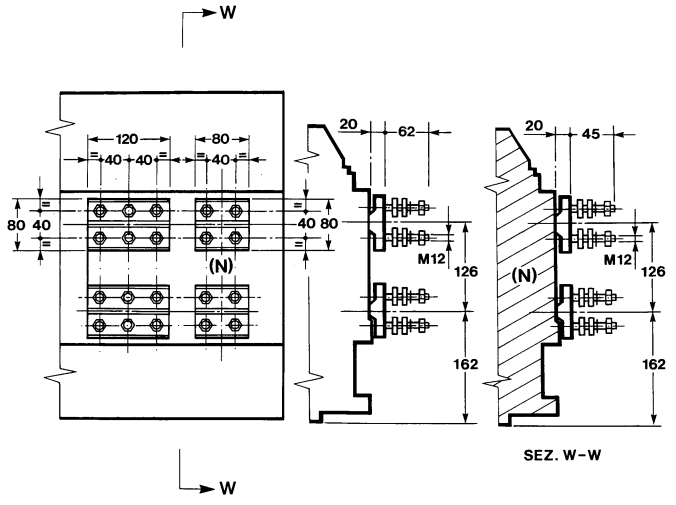 W
120
80
= 40 40 =
= 40 =
80
=
40
=
(N)
=
40
=
80
W
20
62
M12
126
162
20
45
(N)
M12
126
162
SEZ. W-W